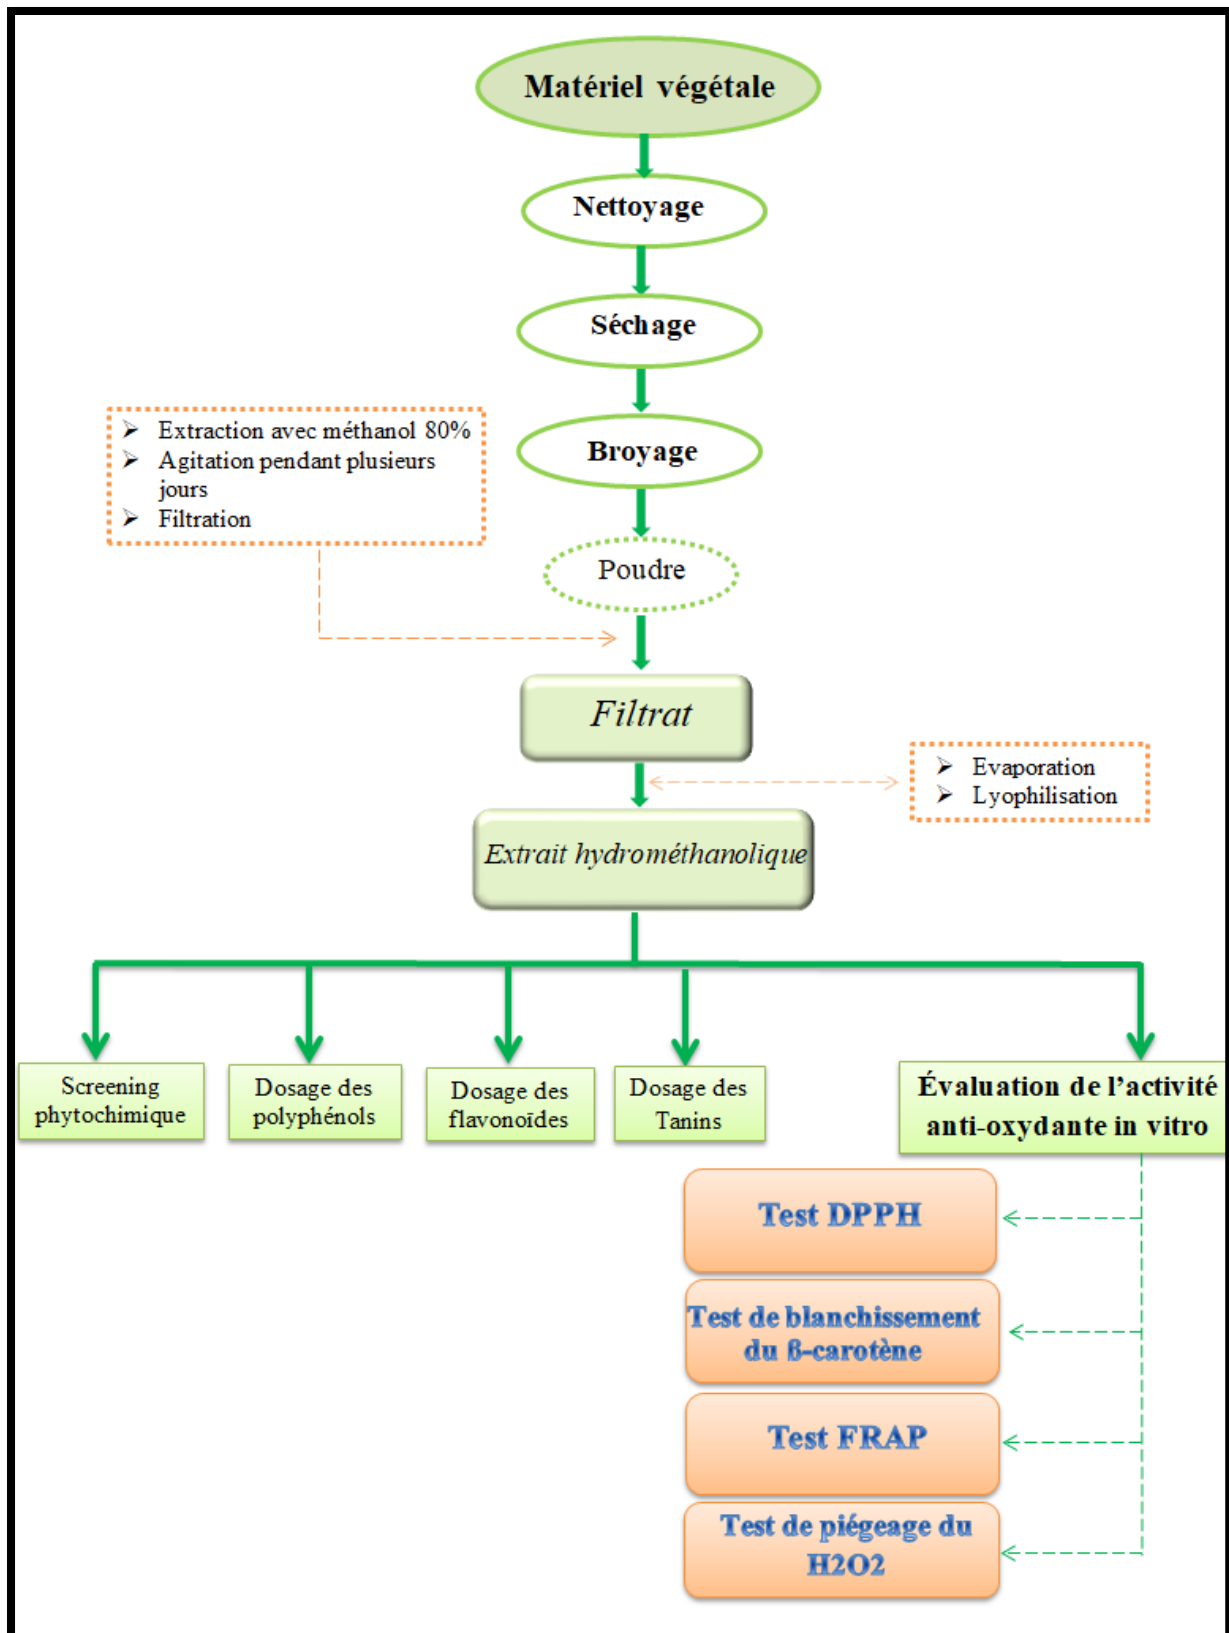 Matériel végétale
Nettoyage
Séchage
Broyage
➤ Extraction avec méthanol 80%
➤ Agitation pendant plusieurs
jours
➤ Filtration
Poudre
Filtrat
➤ Evaporation
➤ Lyophilisation
Extrait hydrométhanolique
Screening
phytochimique
Dosage des
polyphénols
Dosage des
flavonoïdes
Dosage des
Tanins
Évaluation de l’activité
anti-oxydante in vitro
Test DPPH
Test de blanchissement
du ß-carotène
Test FRAP
Test de piégeage du
H2O2